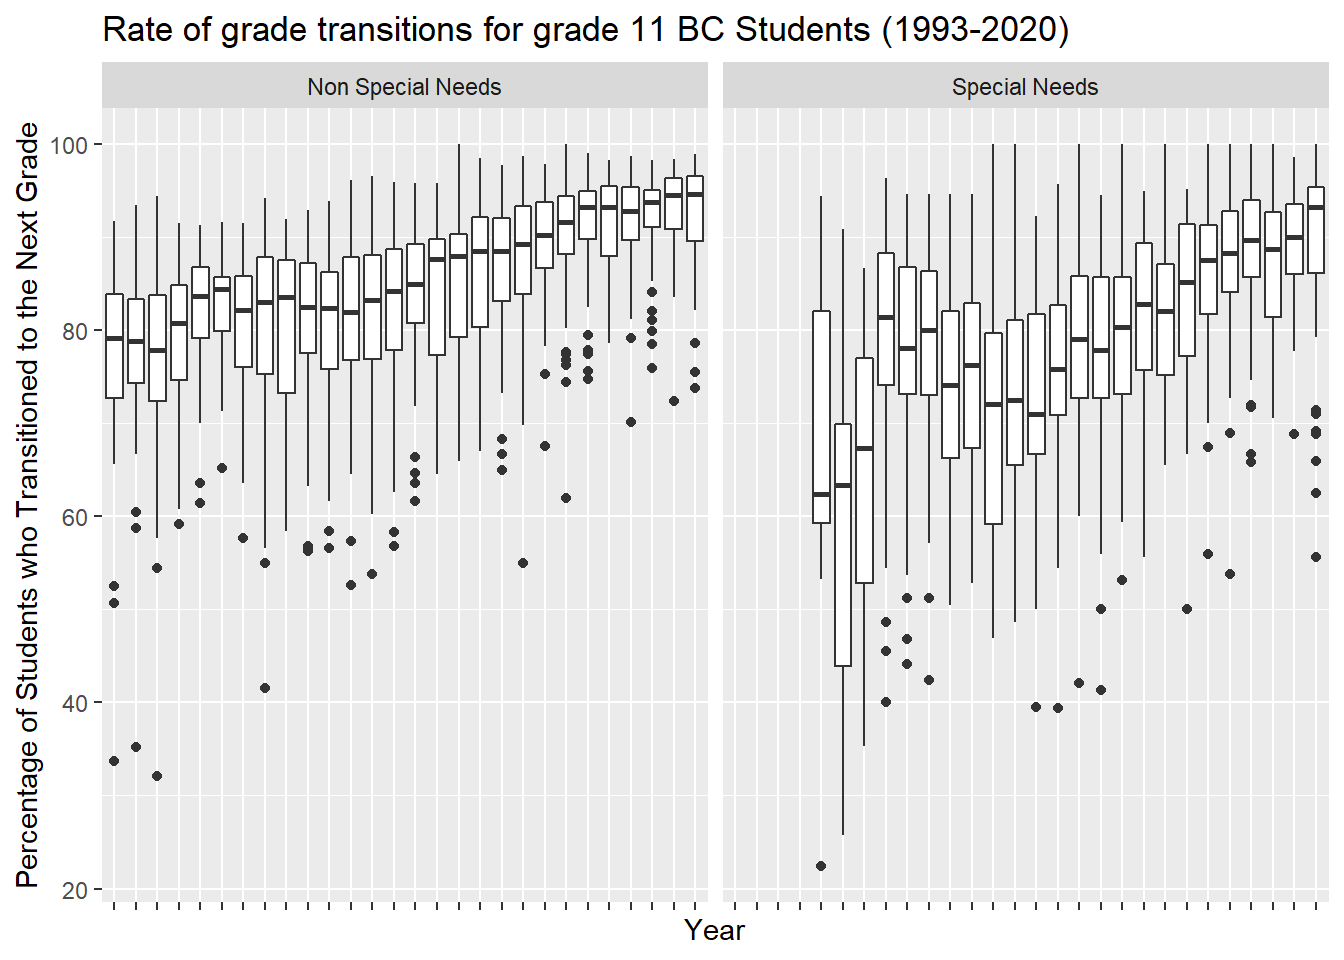 Rate of grade transitions for grade 11 BC Students (1993-2020)
Non Special Needs
Special Needs
Percentage of Students who Transitioned to the Next Grade
100
80
60
40
20
Year